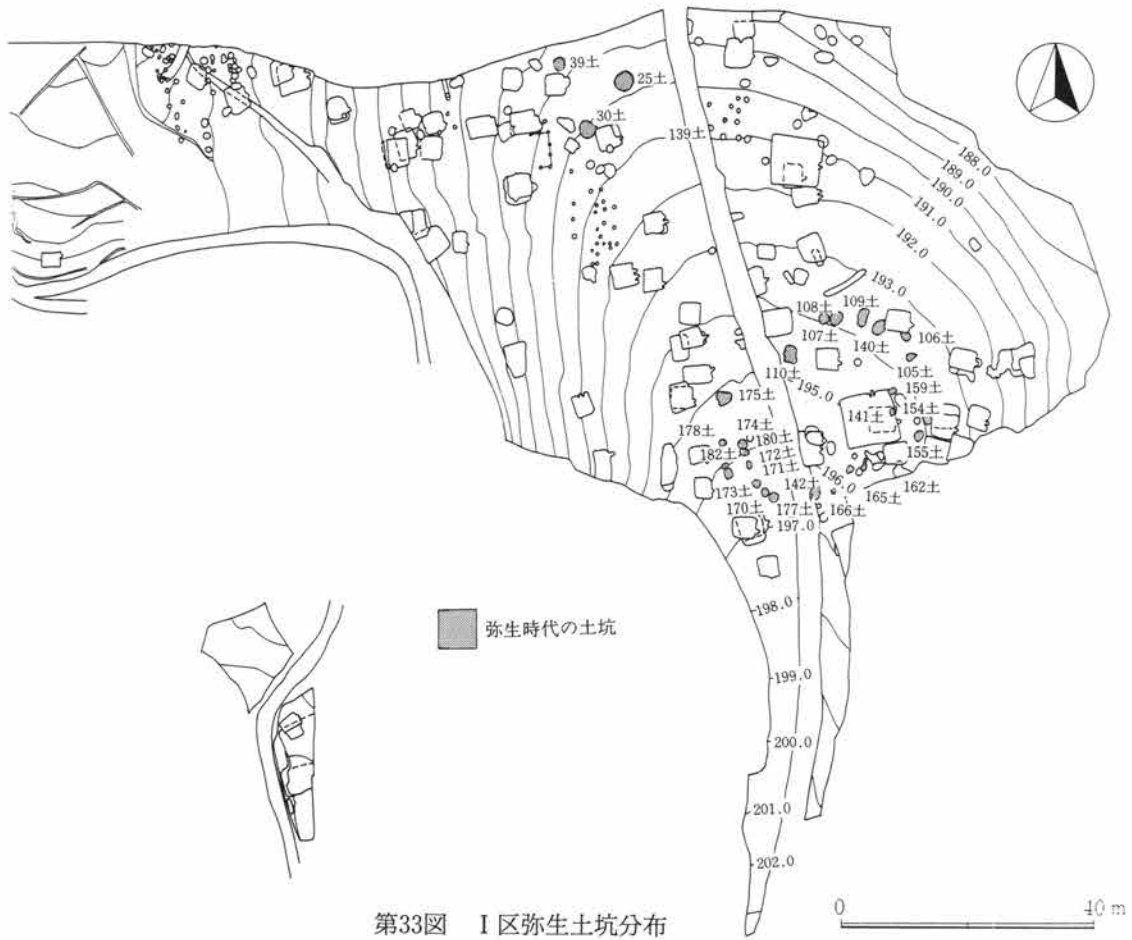 39土
25土
30土
139土
188.0
189.0
190.0
191.0
192.0
193.0
108土
109土
107土
140土
106土
110土
105土
195.0
159土
175土
141土
154土
174土
178土
180土
155土
182土
172土
171土
196.0
162土
173土
142土
165土
170土
177土
166土
197.0
198.0
弥生時代の土坑
199.0
200.0
201.0
202.0
第33図 I区弥生土坑分布
0 40m